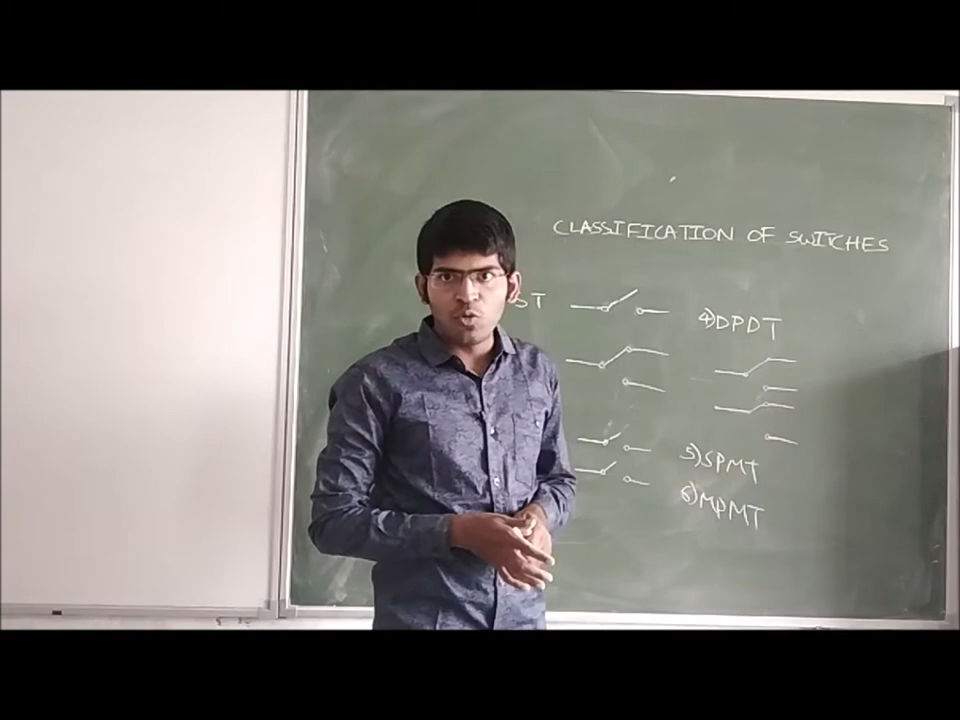 CLASSIFICATION OF SWITCHES
ST
4)DPDT
5)SPMT
6)MPMT